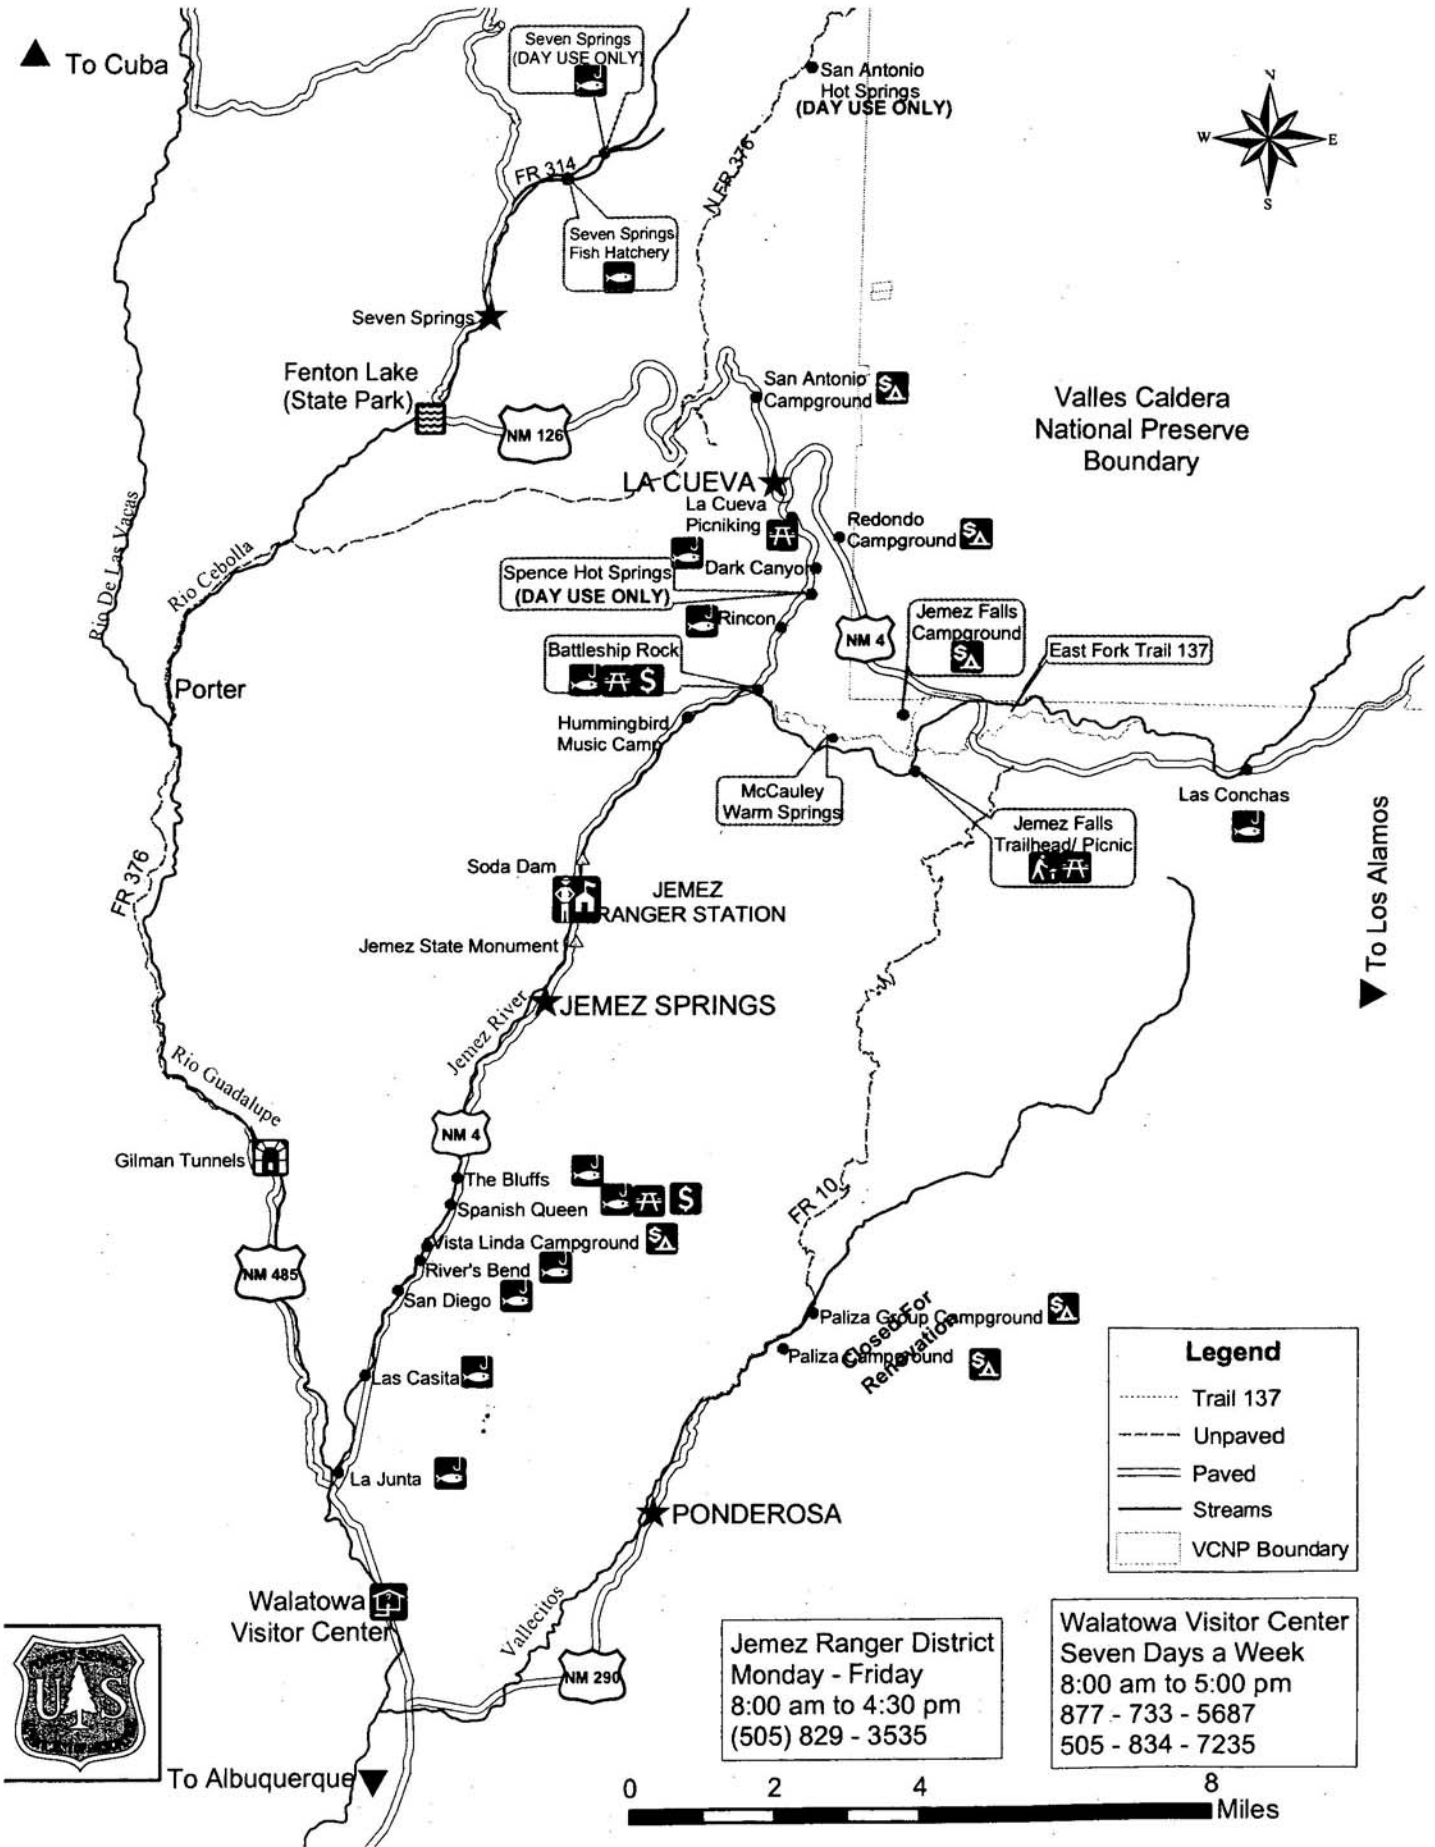 To Cuba
Seven Springs
(DAY USE ONLY)
San Antonio
Hot Springs
(DAY USE ONLY)
N
W
E
S
FR 314
N FR 376
Seven Springs
Fish Hatchery
Seven Springs
Fenton Lake
(State Park)
NM 126
San Antonio
Campground
Valles Caldera
National Preserve
Boundary
LA CUEVA
La Cueva
Picniking
Redondo
Campground
Dark Canyo
Spence Hot Springs
(DAY USE ONLY)
Rincon
Rio De Las Vacas
Rio Cebolla
NM 4
Jemez Falls
Campground
East Fork Trail 137
Battleship Rock
Porter
Hummingbird
Music Camp
McCauley
Warm Springs
Las Conchas
Jemez Falls
Trailhead/ Picnic
To Los Alamos
FR 376
Soda Dam
JEMEZ
RANGER STATION
Jemez State Monument
JEMEZ SPRINGS
Jemez River
Rio Guadalupe
NM 4
Gilman Tunnels
The Bluffs
Spanish Queen
FR 10
Vista Linda Campground
River's Bend
NM 485
San Diego
Paliza Group Campground
Paliza Campground
Closed For
Renovation
Las Casita
La Junta
PONDEROSA
Legend
Trail 137
Unpaved
Paved
Streams
VCNP Boundary
Walatowa
Visitor Center
Vallecitos
NM 290
FOREST SERVICE
U S
Jemez Ranger District
Monday - Friday
8:00 am to 4:30 pm
(505) 829 - 3535
Walatowa Visitor Center
Seven Days a Week
8:00 am to 5:00 pm
877 - 733 - 5687
505 - 834 - 7235
To Albuquerque
0 2 4 8
Miles